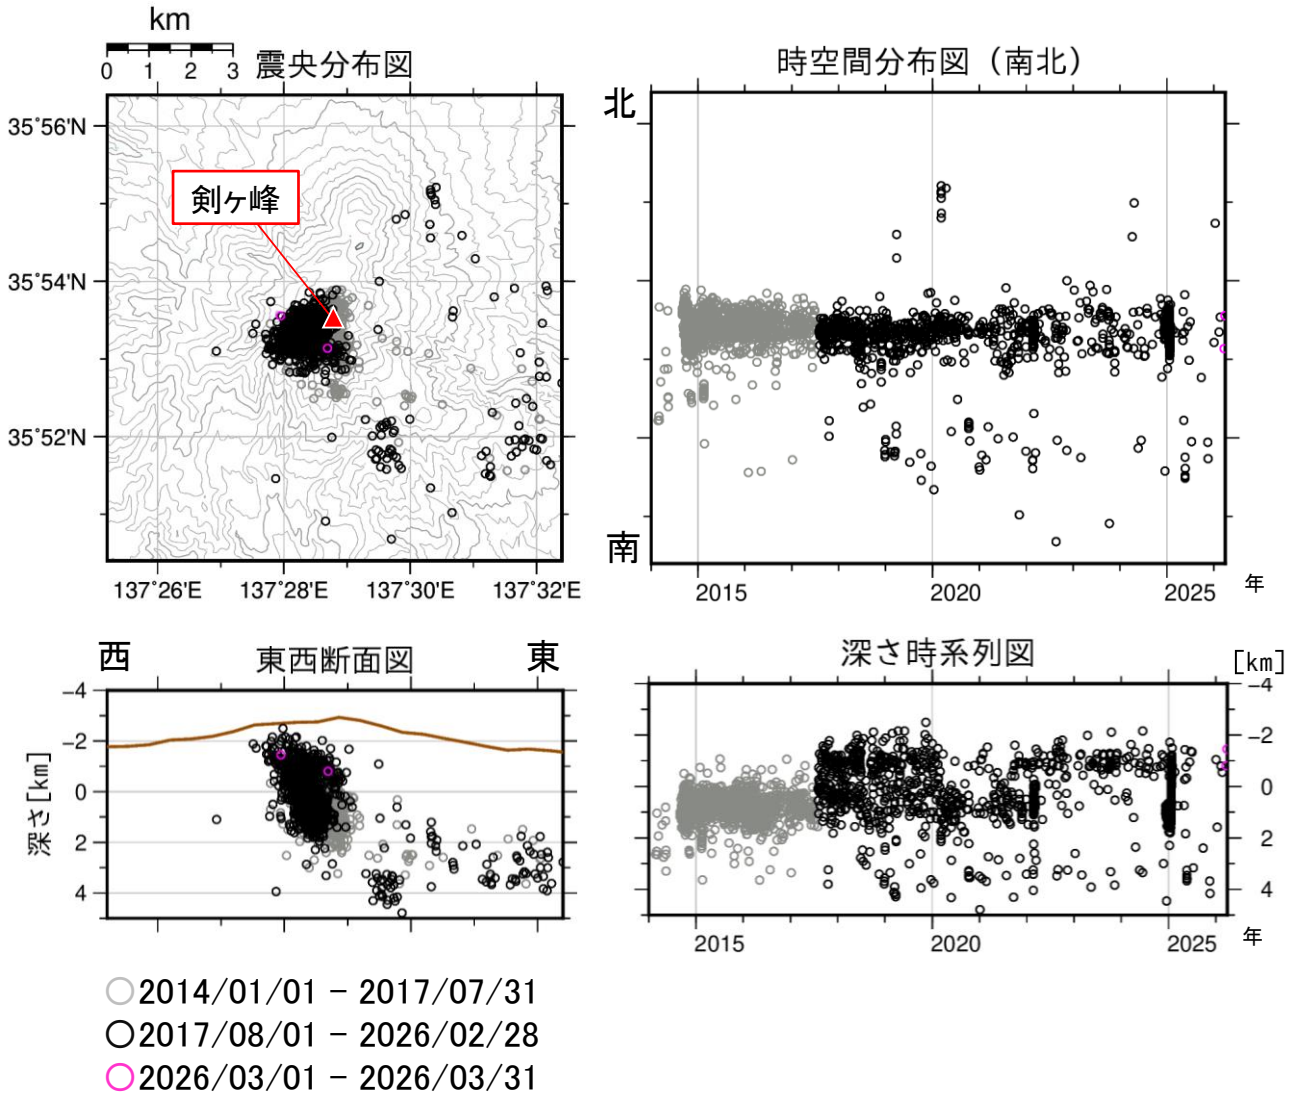 km
0 1 2 3
震央分布図
35°56'N
35°54'N
35°52'N
剣ヶ峰
137°26'E 137°28'E 137°30'E 137°32'E
時空間分布図（南北）
北
南
2015 2020 2025 年
西 東西断面図 東
深さ[km]
-4
-2
0
2
4
深さ時系列図
[km]
-4
-2
0
2
4
2015 2020 2025 年
2014/01/01 - 2017/07/31
2017/08/01 - 2026/02/28
2026/03/01 - 2026/03/31